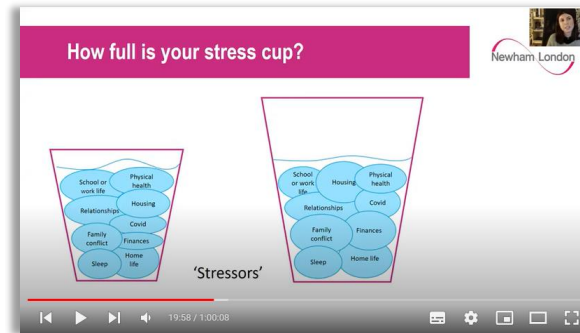 How full is your stress cup?
Newham London
School or
work life
Physical
health
Relationships
Housing
Covid
Family
conflict
Finances
Sleep
Home
life
'Stressors'
School
or work
life
Housing
Physical
health
Relationships
Covid
Family
conflict
Finances
Sleep
Home life
19:58 / 1:00:08